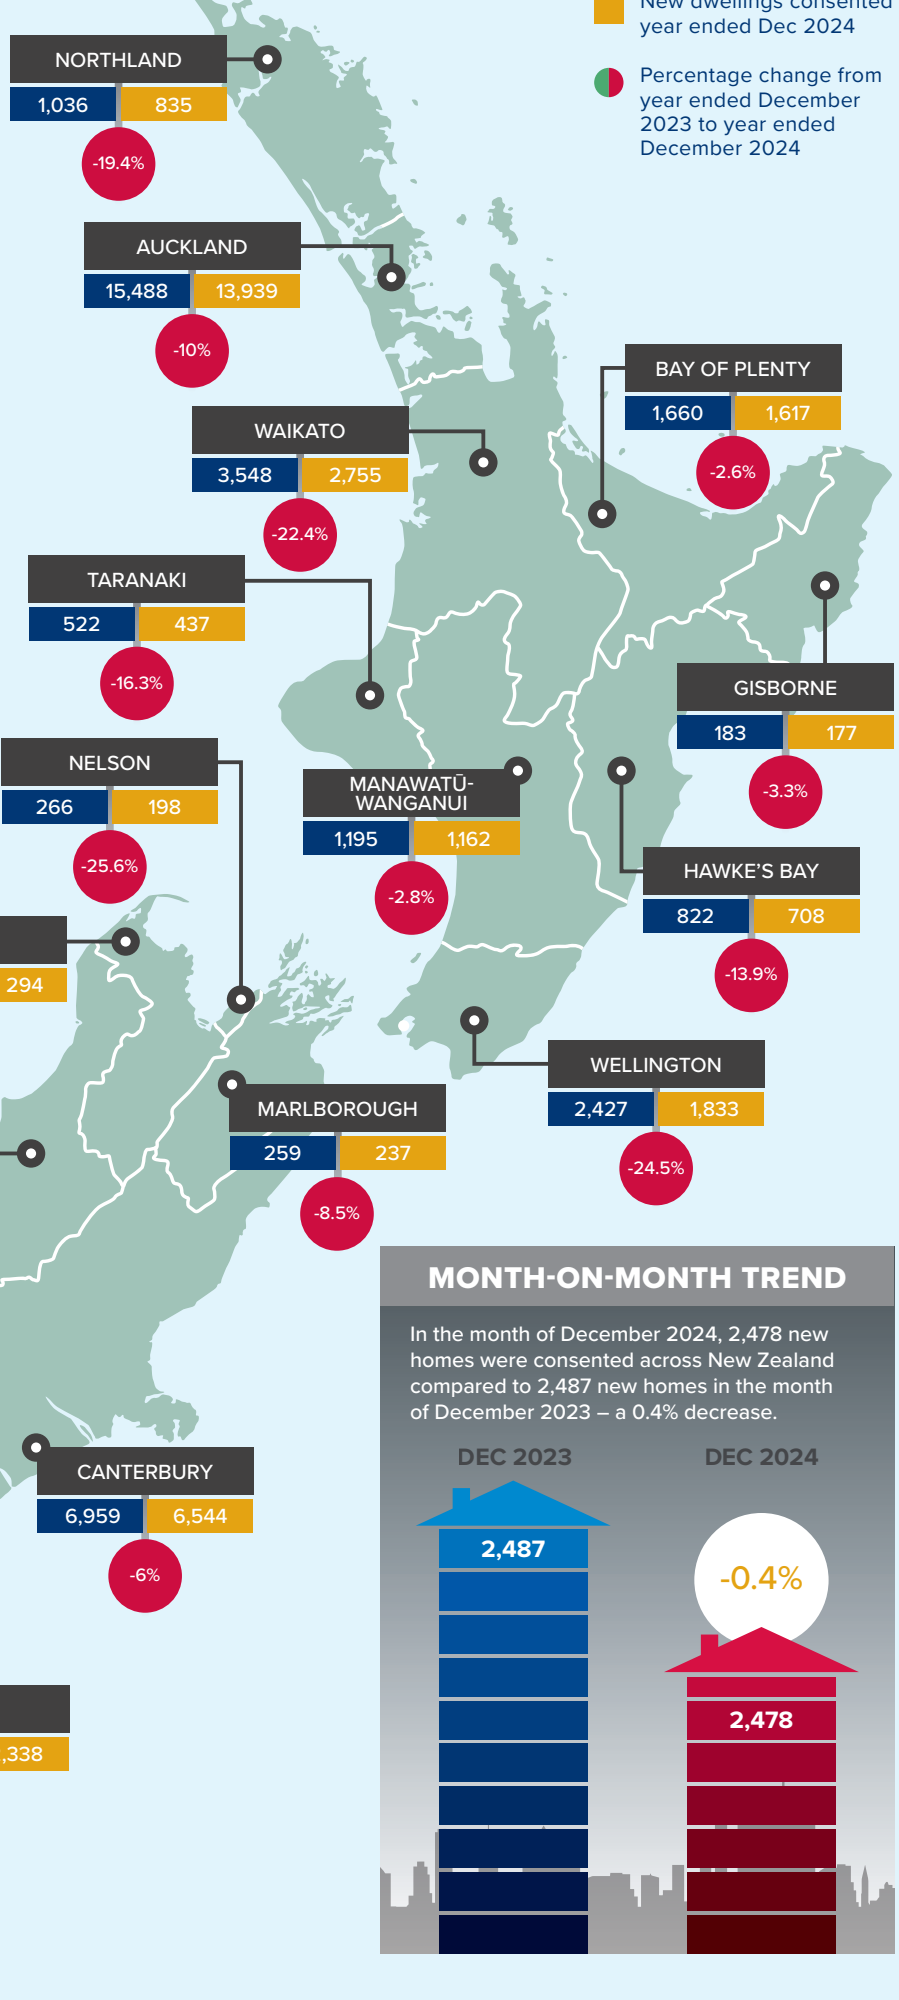 New dwellings consented
year ended Dec 2024
Percentage change from
year ended December
2023 to year ended
December 2024
NORTHLAND
1,036 835
-19.4%
AUCKLAND
15,488 13,939
-10%
BAY OF PLENTY
1,660 1,617
-2.6%
WAIKATO
3,548 2,755
-22.4%
TARANAKI
522 437
-16.3%
GISBORNE
183 177
-3.3%
NELSON
266 198
-25.6%
MANAWATŪ-
WANGANUI
1,195 1,162
-2.8%
HAWKE'S BAY
822 708
-13.9%
294
WELLINGTON
2,427 1,833
-24.5%
MARLBOROUGH
259 237
-8.5%
CANTERBURY
6,959 6,544
-6%
,338
MONTH-ON-MONTH TREND
In the month of December 2024, 2,478 new
homes were consented across New Zealand
compared to 2,487 new homes in the month
of December 2023 – a 0.4% decrease.
DEC 2023 DEC 2024
2,487
-0.4%
2,478